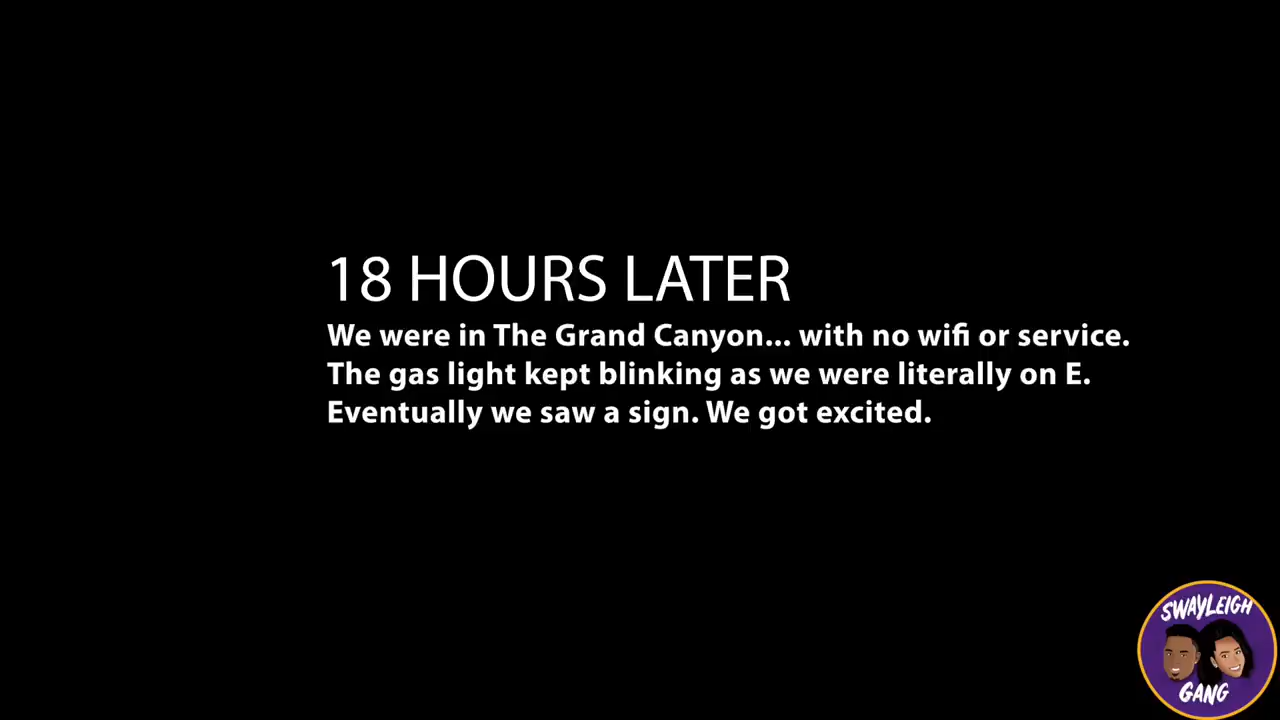 18 HOURS LATER
We were in The Grand Canyon... with no wifi or service.
The gas light kept blinking as we were literally on E.
Eventually we saw a sign. We got excited.
SWAYLEIGH
GANG